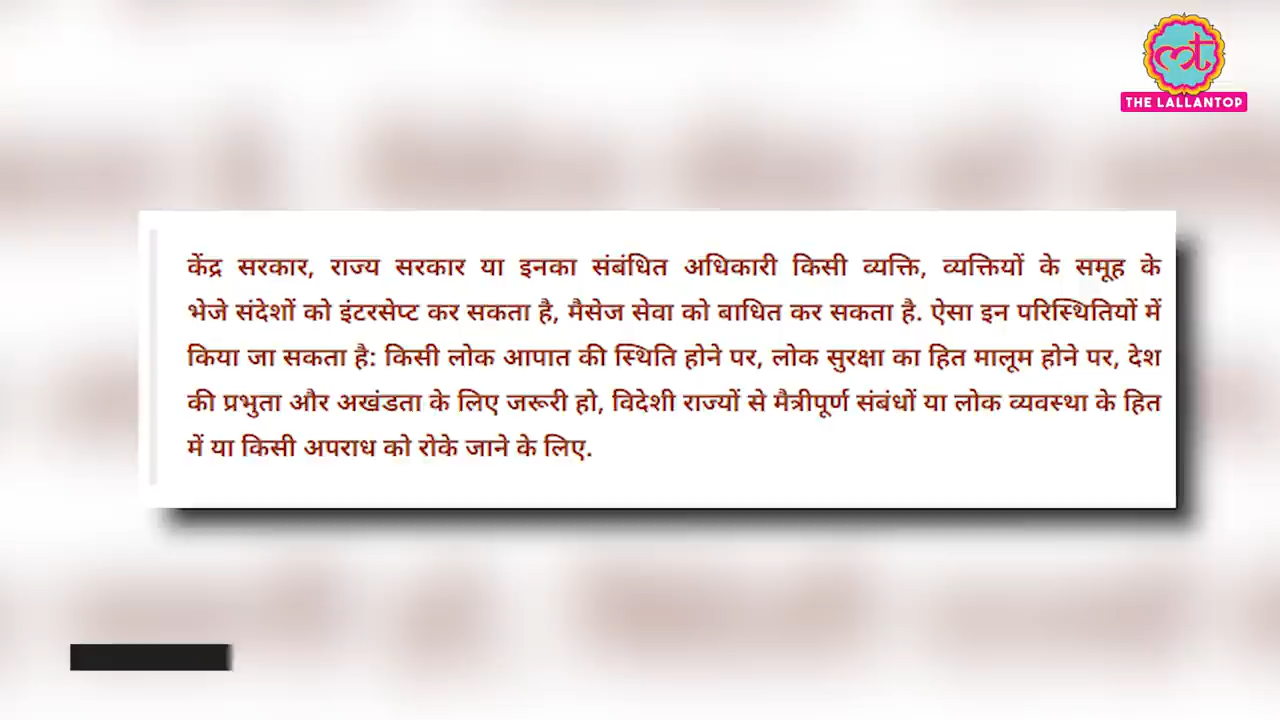 mt
THE LALLANTOP
केंद्र सरकार, राज्य सरकार या इनका संबंधित अधिकारी किसी व्यक्ति, व्यक्तियों के समूह के
भेजे संदेशों को इंटरसेप्ट कर सकता है, मैसेज सेवा को बाधित कर सकता है. ऐसा इन परिस्थितियों में
किया जा सकता है: किसी लोक आपात की स्थिति होने पर, लोक सुरक्षा का हित मालूम होने पर, देश
की प्रभुता और अखंडता के लिए जरूरी हो, विदेशी राज्यों से मैत्रीपूर्ण संबंधों या लोक व्यवस्था के हित
में या किसी अपराध को रोके जाने के लिए.